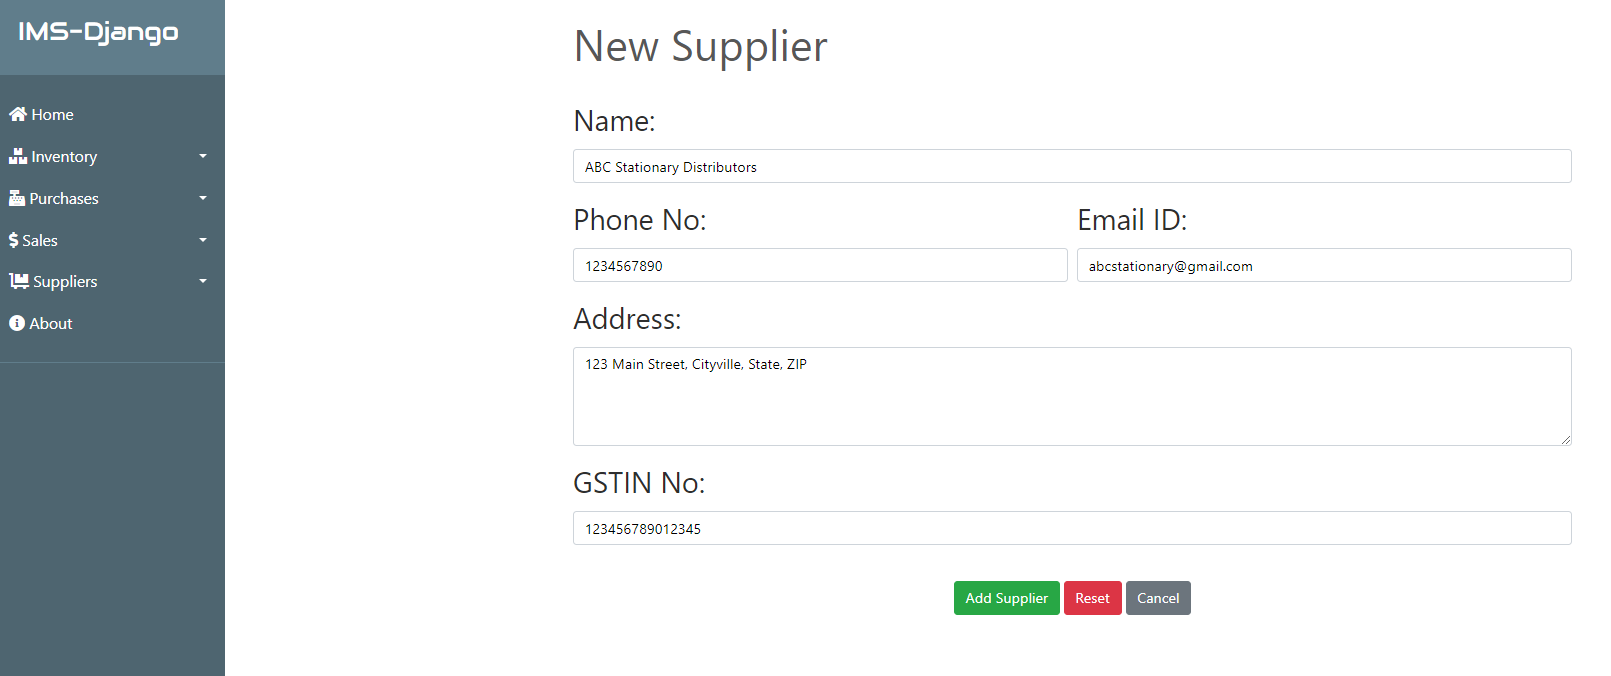 IMS-Django
Home
Inventory
Purchases
Sales
Suppliers
About
New Supplier
Name:
ABC Stationary Distributors
Phone No:
Email ID:
1234567890
abcstationary@gmail.com
Address:
123 Main Street, Cityville, State, ZIP
GSTIN No:
123456789012345
Add Supplier
Reset
Cancel